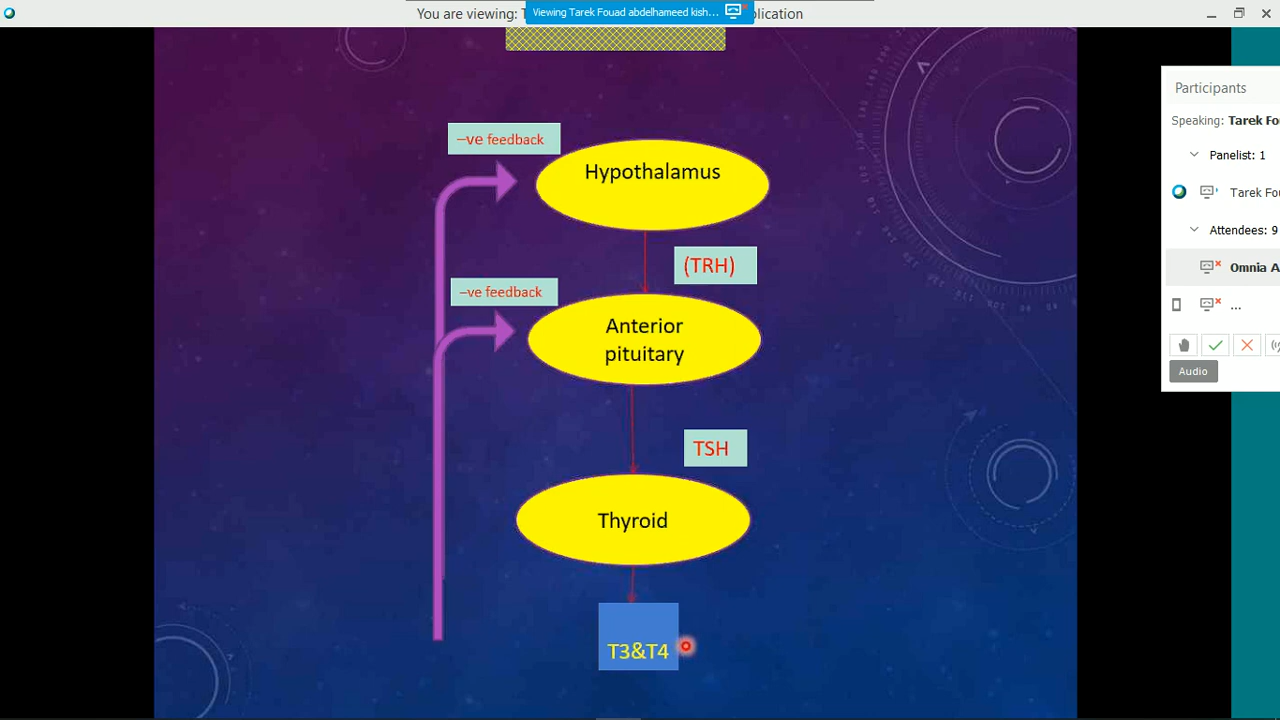 You are viewing: T
Viewing Tarek Fouad abdelhameed kish...
plication
–ve feedback
Hypothalamus
(TRH)
–ve feedback
Anterior
pituitary
TSH
Thyroid
T3&T4
Participants
Speaking: Tarek Fo
Panelist: 1
Tarek Fou
Attendees: 9
Omnia A
...
Audio